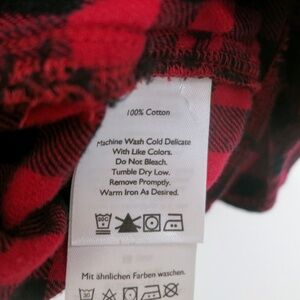 100% Cotton
Machine Wash Cold Delicate
With Like Colors.
Do Not Bleach.
Tumble Dry Low.
Remove Promptly.
Warm Iron As Desired.
Mit ähnlichen Farben waschen.